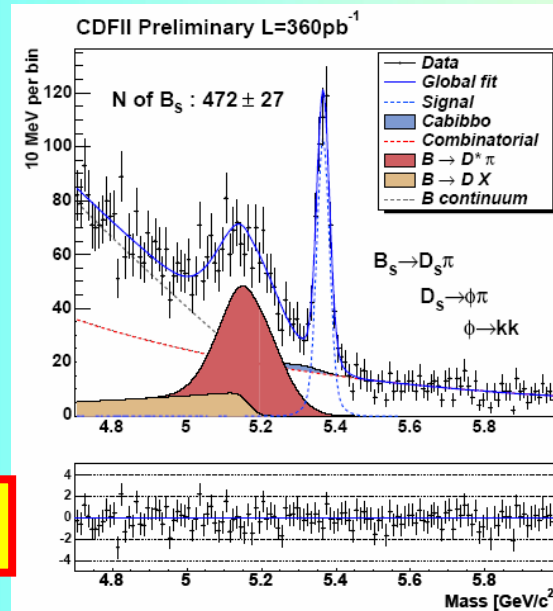 CDFII Preliminary L=360pb⁻¹
10 MeV per bin
120
100
80
60
40
20
0
N of Bₛ : 472 ± 27
Data
Global fit
Signal
Cabibbo
Combinatorial
B → D* π
B → D X
B continuum
Bₛ→Dₛπ
Dₛ→ϕπ
ϕ→kk
4.8 5 5.2 5.4 5.6 5.8
4
2
0
-2
-4
4.8 5 5.2 5.4 5.6 5.8
Mass [GeV/c²